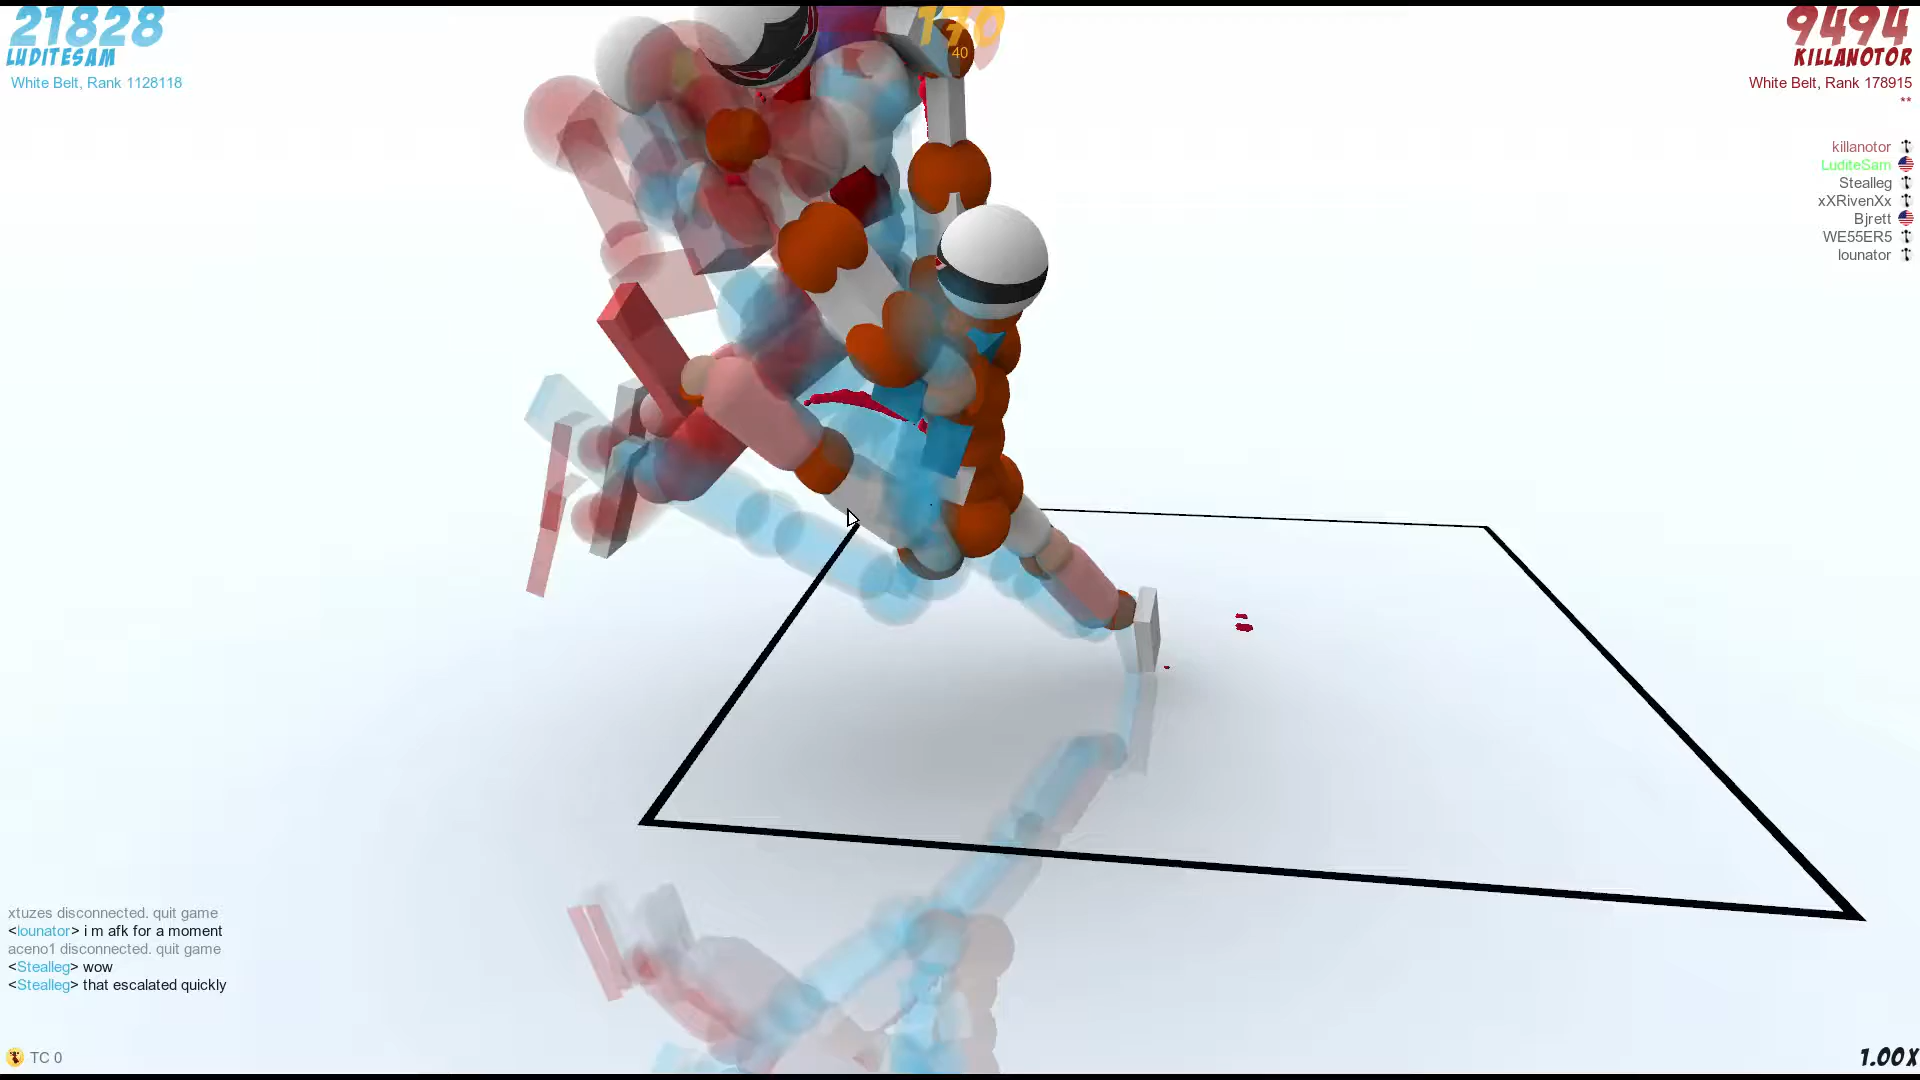 21828
LUDITESAM
White Belt, Rank 1128118
170
40
9494
KILLANOTOR
White Belt, Rank 178915
**
killanotor
LuditeSam
Stealleg
xXRivenXx
Bjrett
WE55ER5
lounator
xtuzes disconnected. quit game
<lounator> i m afk for a moment
aceno1 disconnected. quit game
<Stealleg> wow
<Stealleg> that escalated quickly
TC 0
1.00X